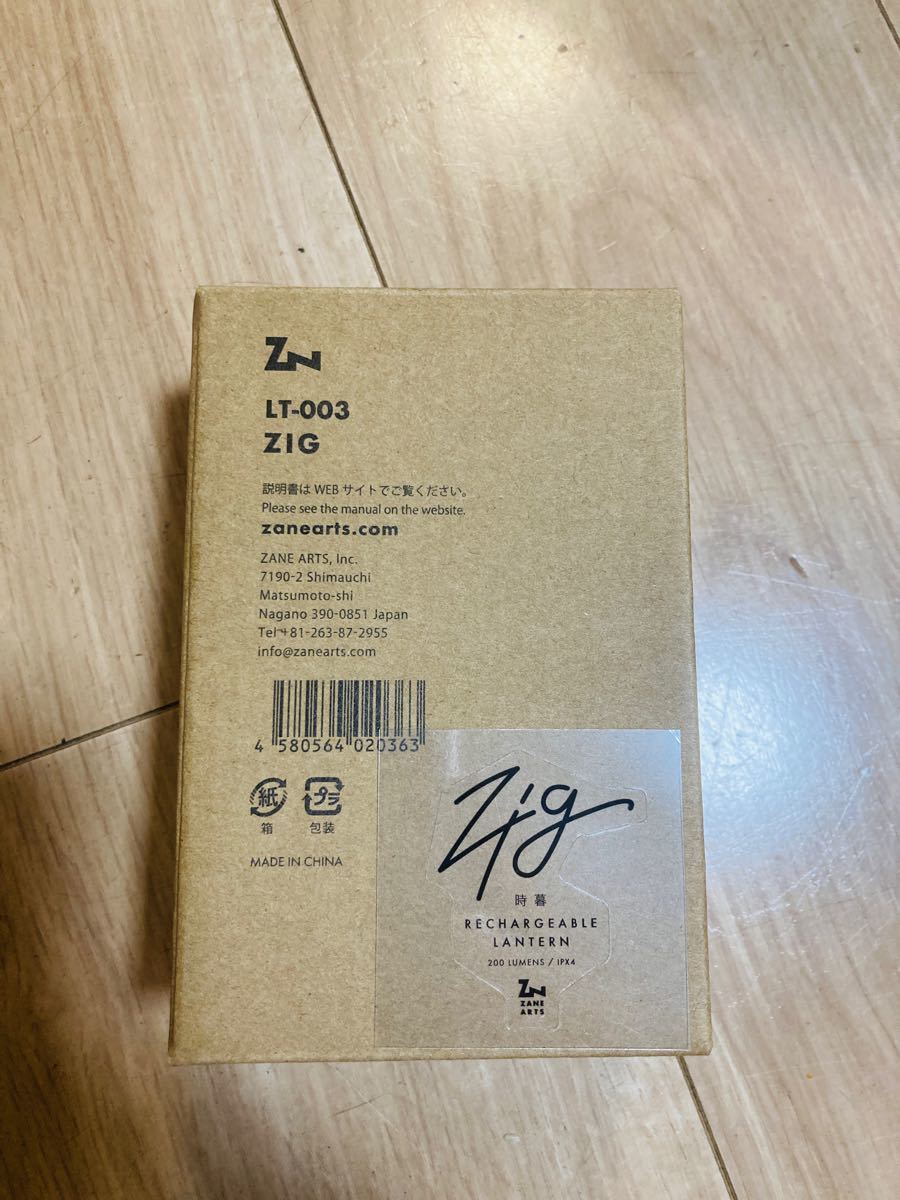 ZN
LT-003
ZIG
説明書は WEB サイトでご覧ください。
Please see the manual on the website.
zanearts.com
ZANE ARTS, Inc.
7190-2 Shimauchi
Matsumoto-shi
Nagano 390-0851 Japan
Tel +81-263-87-2955
info@zanearts.com
4 580564 020363
紙 プラ
箱 包装
MADE IN CHINA
Zig
時暮
RECHARGEABLE
LANTERN
200 LUMENS / IPX4
ZN
ZANE
ARTS